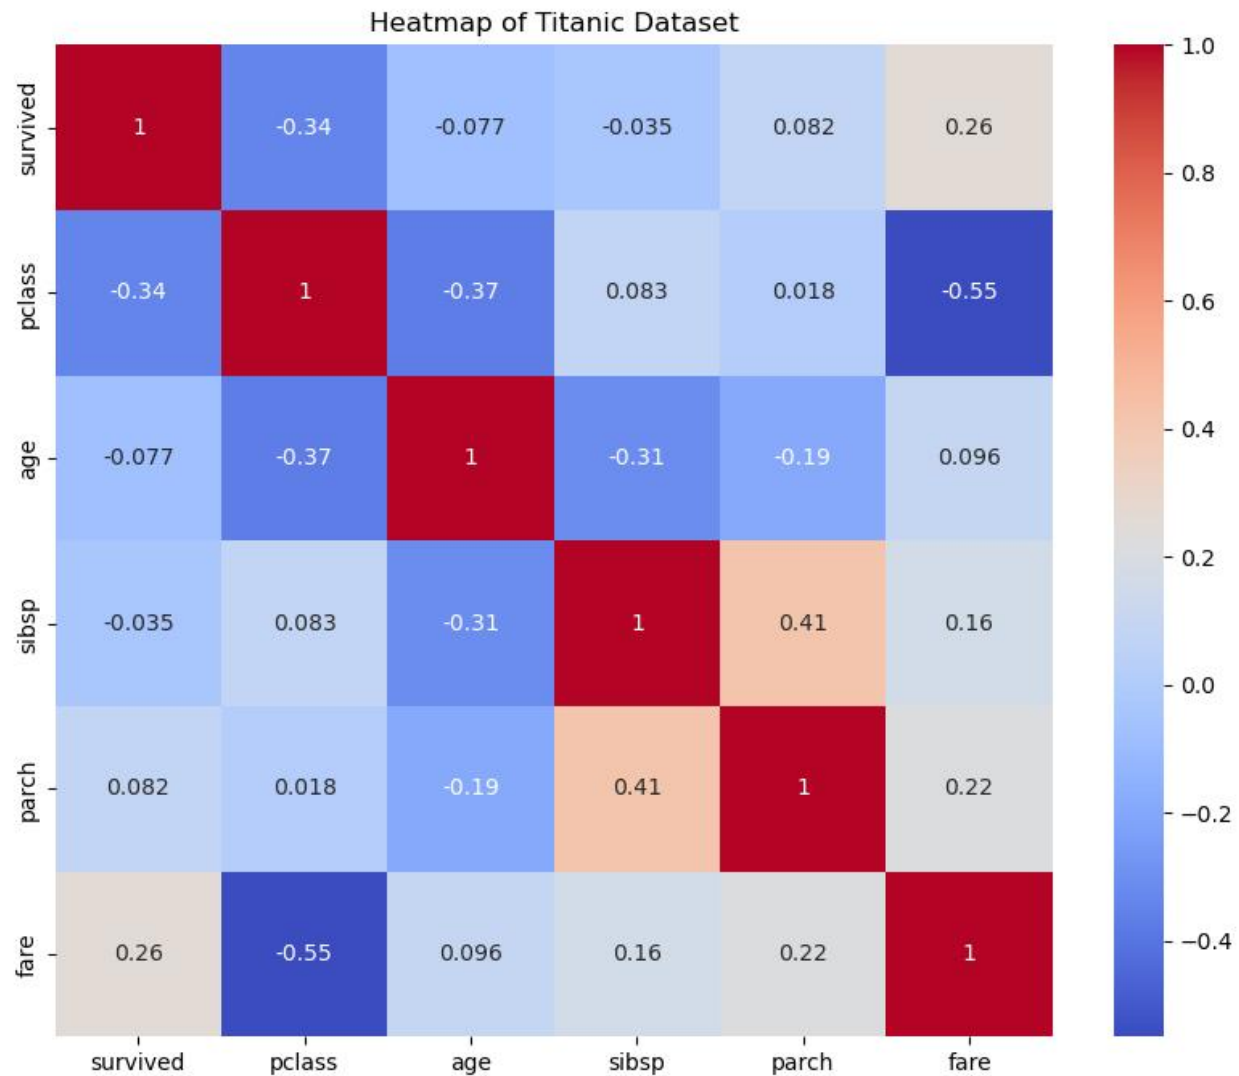 Heatmap of Titanic Dataset
survived 1 -0.34 -0.077 -0.035 0.082 0.26
pclass -0.34 1 -0.37 0.083 0.018 -0.55
age -0.077 -0.37 1 -0.31 -0.19 0.096
sibsp -0.035 0.083 -0.31 1 0.41 0.16
parch 0.082 0.018 -0.19 0.41 1 0.22
fare 0.26 -0.55 0.096 0.16 0.22 1
survived pclass age sibsp parch fare
1.0
0.8
0.6
0.4
0.2
0.0
−0.2
−0.4